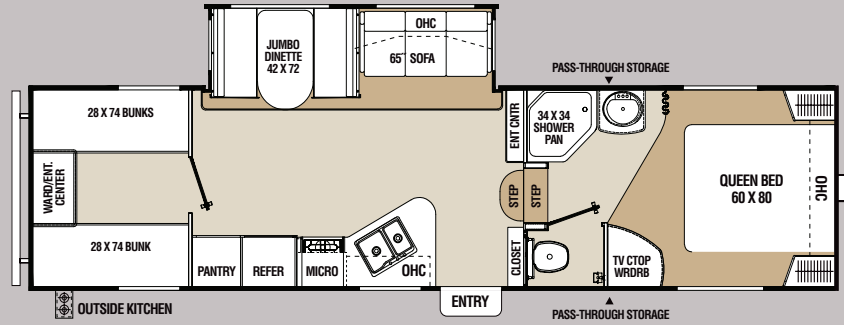 JUMBO
DINETTE
42 X 72
OHC
65" SOFA
PASS-THROUGH STORAGE
28 X 74 BUNKS
ENT CNTR
34 X 34
SHOWER
PAN
WARD/ENT.
CENTER
STEP
STEP
QUEEN BED
60 X 80
OHC
28 X 74 BUNK
PANTRY
REFER
MICRO
OHC
CLOSET
TV CTOP
WRDRB
OUTSIDE KITCHEN
ENTRY
PASS-THROUGH STORAGE